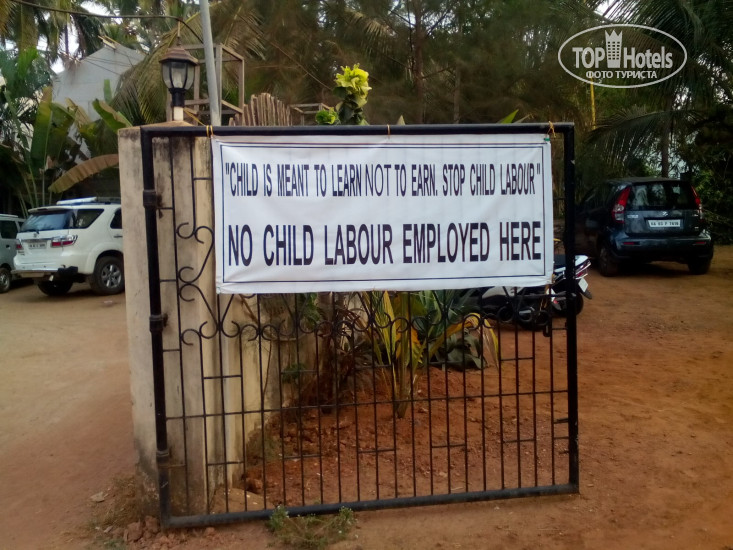 TOP Hotels
ФОТО ТУРИСТА
"CHILD IS MEANT TO LEARN NOT TO EARN. STOP CHILD LABOUR"
NO CHILD LABOUR EMPLOYED HERE